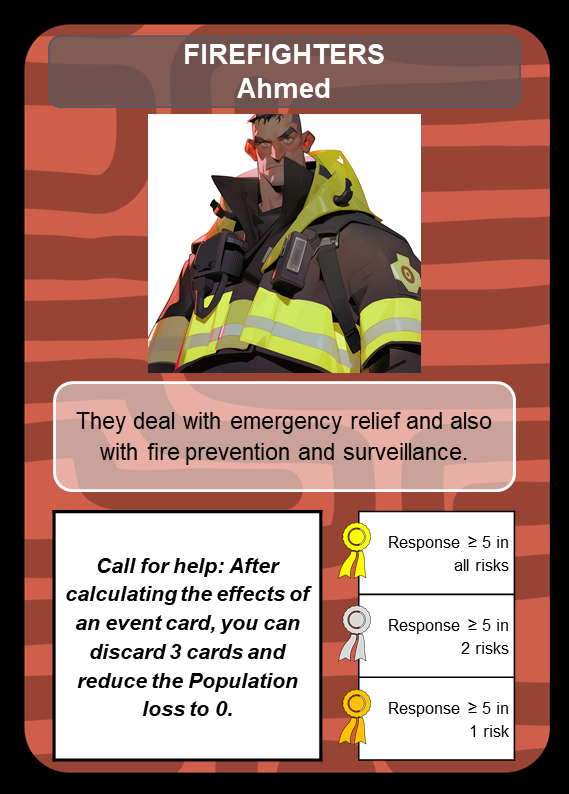 FIREFIGHTERS
Ahmed
They deal with emergency relief and also
with fire prevention and surveillance.
Call for help: After
calculating the effects of
an event card, you can
discard 3 cards and
reduce the Population
loss to 0.
Response ≥ 5 in
all risks
Response ≥ 5 in
2 risks
Response ≥ 5 in
1 risk